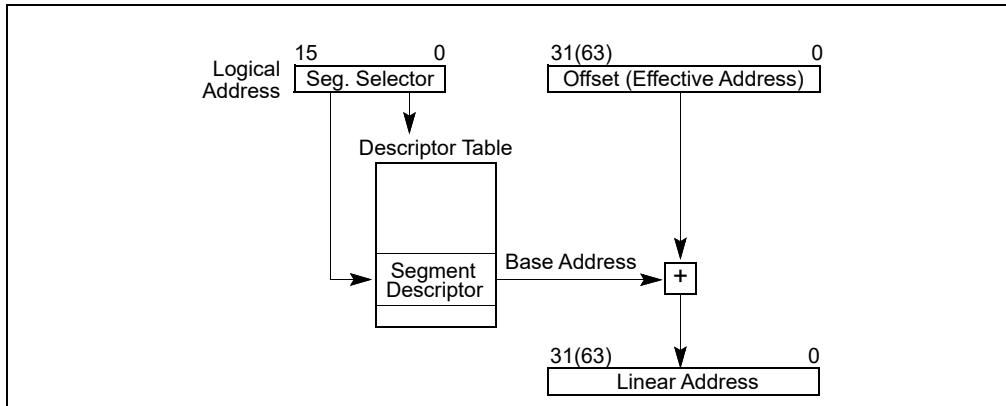 15 0 31(63) 0
Logical
Address
Seg. Selector
Offset (Effective Address)
Descriptor Table
Base Address
Segment
Descriptor
+
31(63) 0
Linear Address